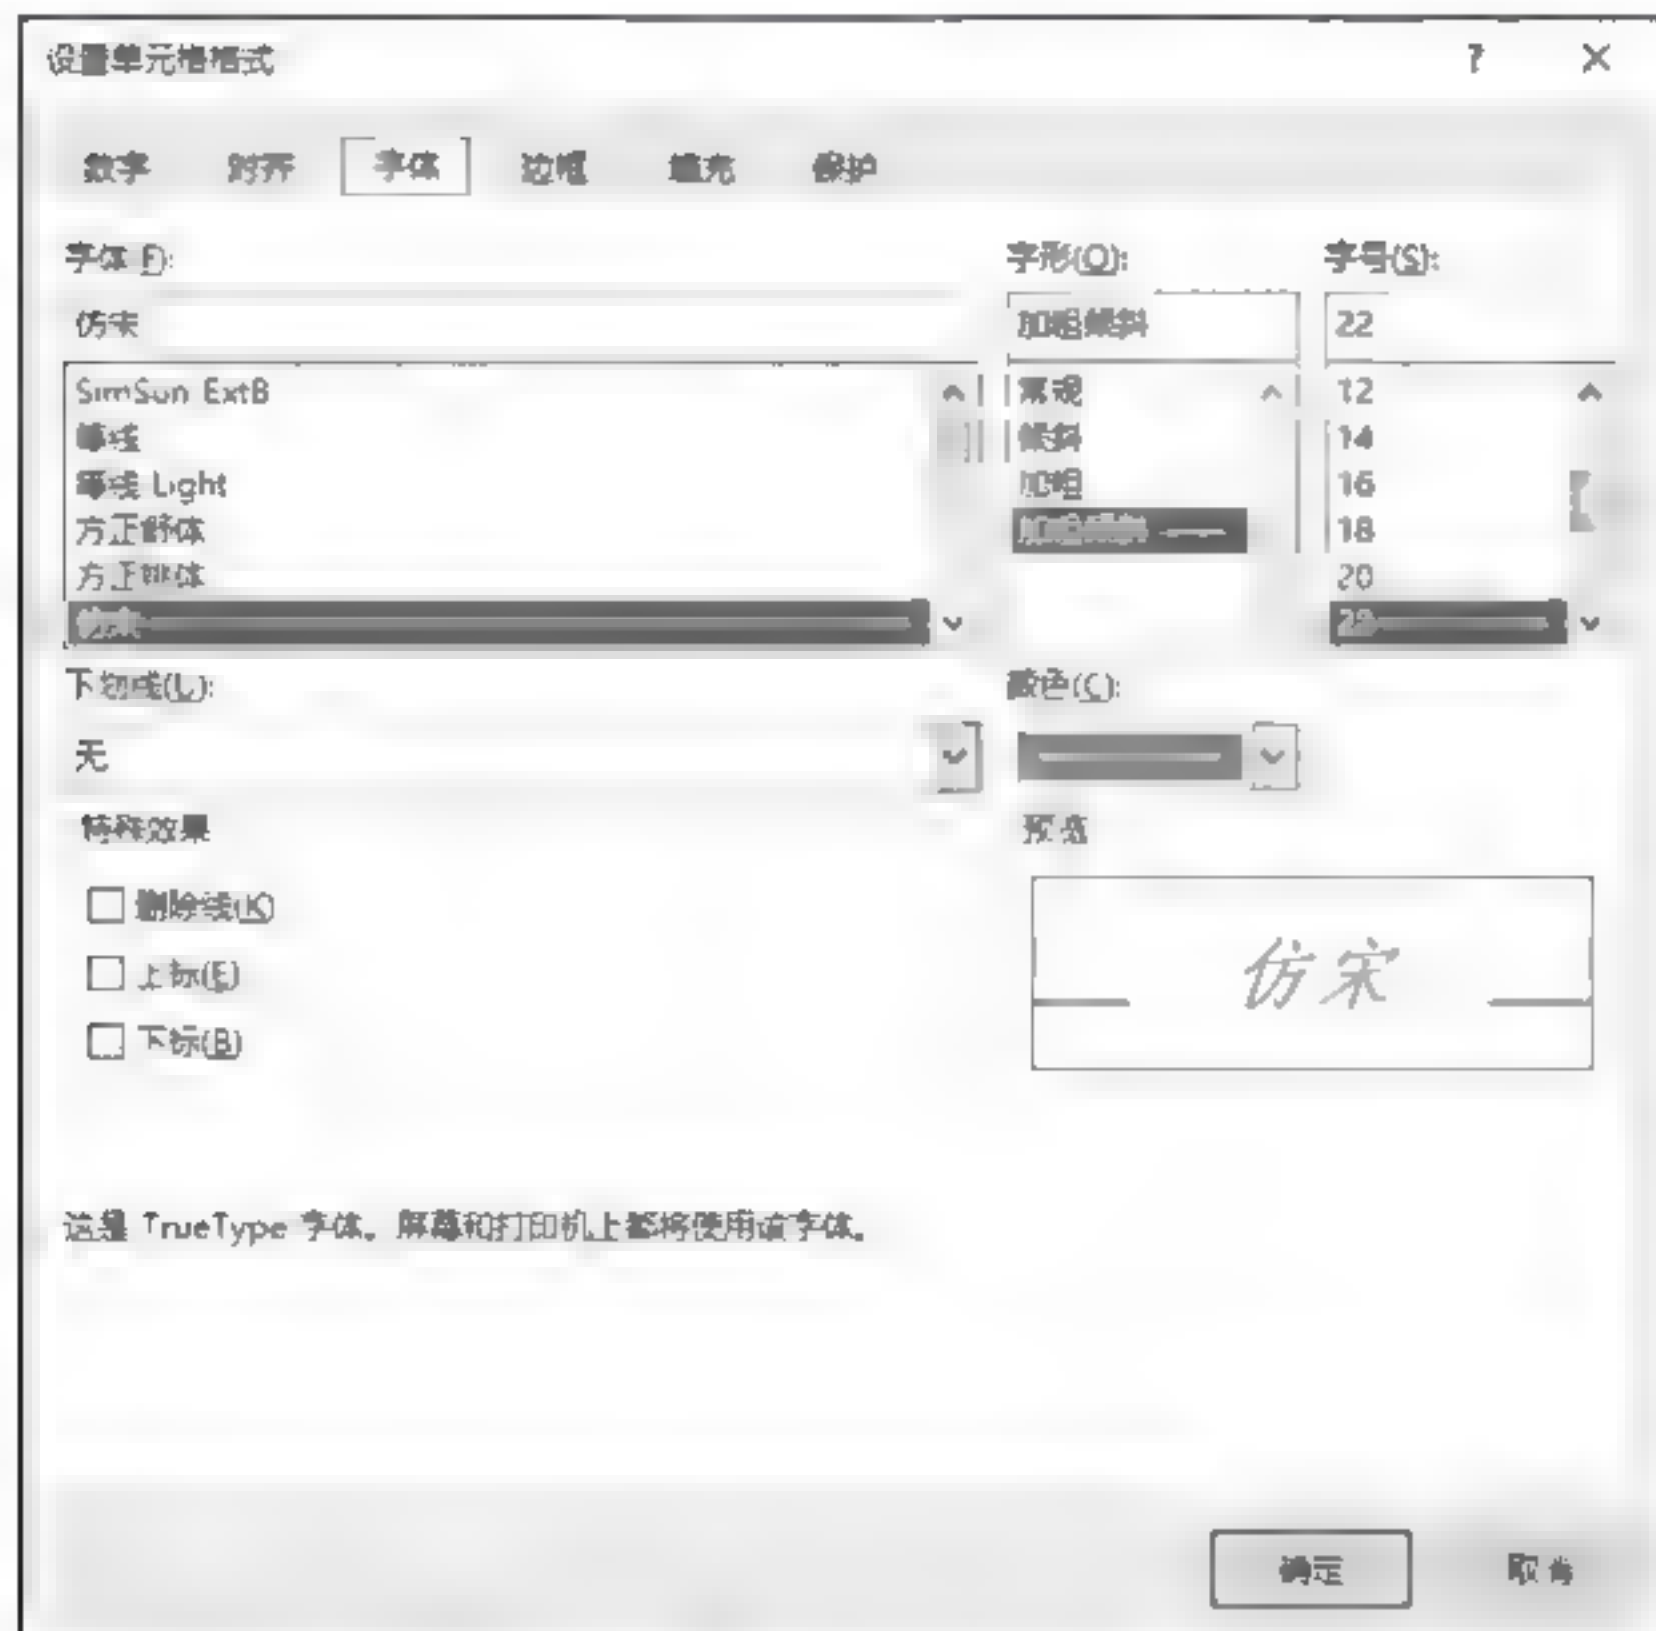 设置单元格格式 ? ×
数字 对齐 字体 边框 填充 保护
字体(F): 字形(O): 字号(S):
仿宋 加粗倾斜 22
SimSun ExtB 常规 12
等线 倾斜 14
等线 Light 加粗 16
方正舒体 加粗倾斜 18
方正姚体 20
仿宋 22
下划线(U): 颜色(C):
无
特殊效果 预览
删除线(K)
上标(E)
下标(B)
仿宋
这是 TrueType 字体。屏幕和打印机上都将使用该字体。
确定 取消